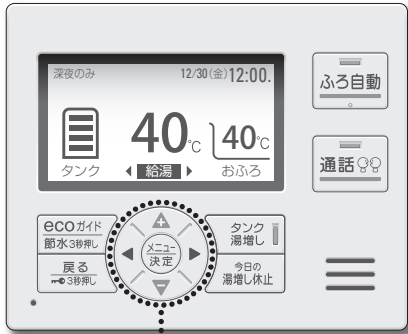 深夜のみ 12/30(金)12:00.
40℃ 40℃
タンク 給湯 おふろ
ふろ自動
通話
ecoガイド
節水3秒押し
戻る
3秒押し
メニュー
決定
タンク
湯増し
今日の
湯増し休止